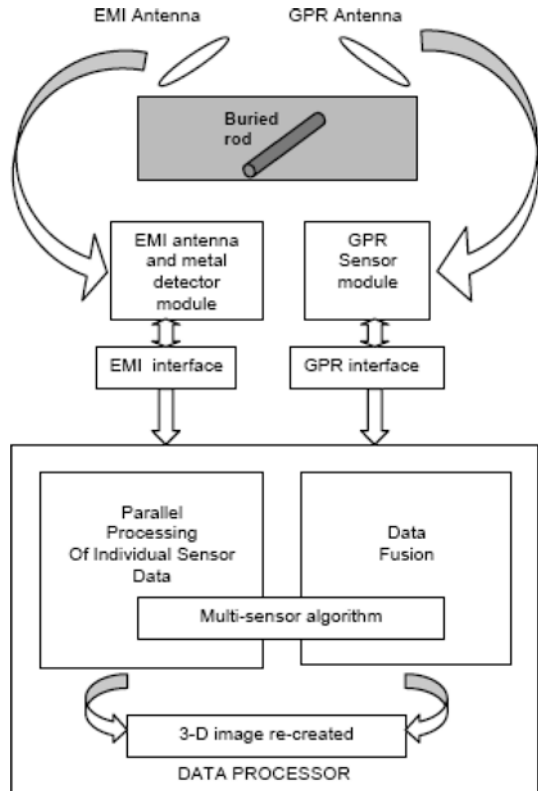 EMI Antenna
GPR Antenna
Buried
rod
EMI antenna
and metal
detector
module
GPR
Sensor
module
EMI interface
GPR interface
Parallel
Processing
Of Individual Sensor
Data
Data
Fusion
Multi-sensor algorithm
3-D image re-created
DATA PROCESSOR